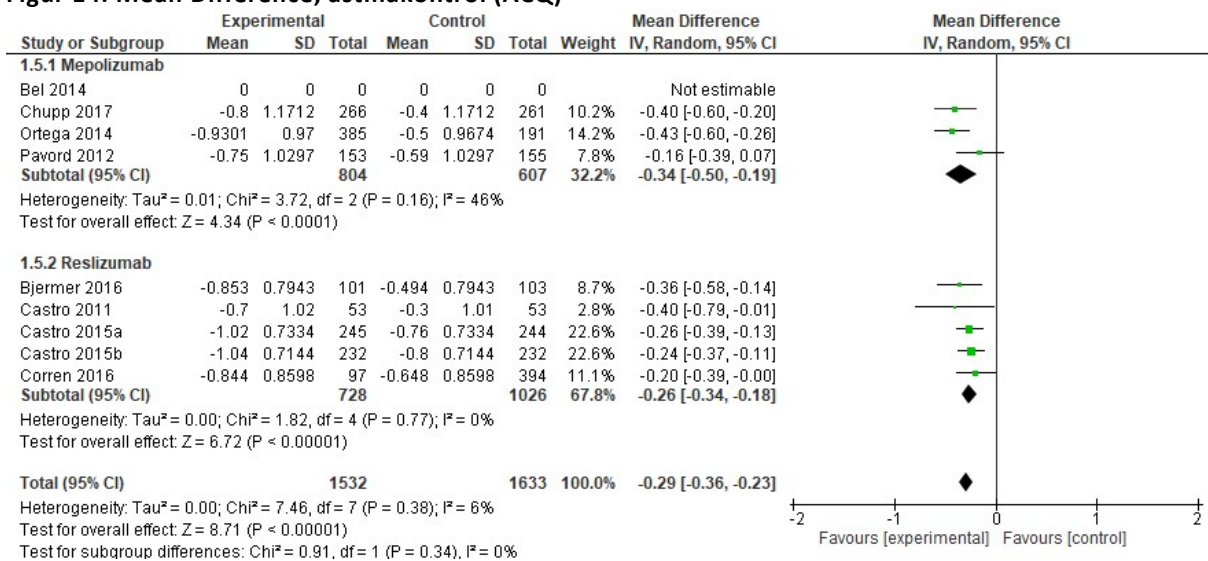 Experimental Control Mean Difference Mean Difference
Study or Subgroup Mean SD Total Mean SD Total Weight IV, Random, 95% CI IV, Random, 95% CI
1.5.1 Mepolizumab
Bel 2014 0 0 0 0 0 0 Not estimable
Chupp 2017 -0.8 1.1712 266 -0.4 1.1712 261 10.2% -0.40 [-0.60, -0.20]
Ortega 2014 -0.9301 0.97 385 -0.5 0.9674 191 14.2% -0.43 [-0.60, -0.26]
Pavord 2012 -0.75 1.0297 153 -0.59 1.0297 155 7.8% -0.16 [-0.39, 0.07]
Subtotal (95% CI) 804 607 32.2% -0.34 [-0.50, -0.19]
Heterogeneity: Tau² = 0.01; Chi² = 3.72, df = 2 (P = 0.16); I² = 46%
Test for overall effect: Z = 4.34 (P < 0.0001)
1.5.2 Reslizumab
Bjermer 2016 -0.853 0.7943 101 -0.494 0.7943 103 8.7% -0.36 [-0.58, -0.14]
Castro 2011 -0.7 1.02 53 -0.3 1.01 53 2.8% -0.40 [-0.79, -0.01]
Castro 2015a -1.02 0.7334 245 -0.76 0.7334 244 22.6% -0.26 [-0.39, -0.13]
Castro 2015b -1.04 0.7144 232 -0.8 0.7144 232 22.6% -0.24 [-0.37, -0.11]
Corren 2016 -0.844 0.8598 97 -0.648 0.8598 394 11.1% -0.20 [-0.39, -0.00]
Subtotal (95% CI) 728 1026 67.8% -0.26 [-0.34, -0.18]
Heterogeneity: Tau² = 0.00; Chi² = 1.82, df = 4 (P = 0.77); I² = 0%
Test for overall effect: Z = 6.72 (P < 0.00001)
Total (95% CI) 1532 1633 100.0% -0.29 [-0.36, -0.23]
Heterogeneity: Tau² = 0.00; Chi² = 7.46, df = 7 (P = 0.38); I² = 6%
Test for overall effect: Z = 8.71 (P < 0.00001)
Test for subgroup differences: Chi² = 0.91, df = 1 (P = 0.34), I² = 0%
-2 -1 0 1 2
Favours [experimental] Favours [control]